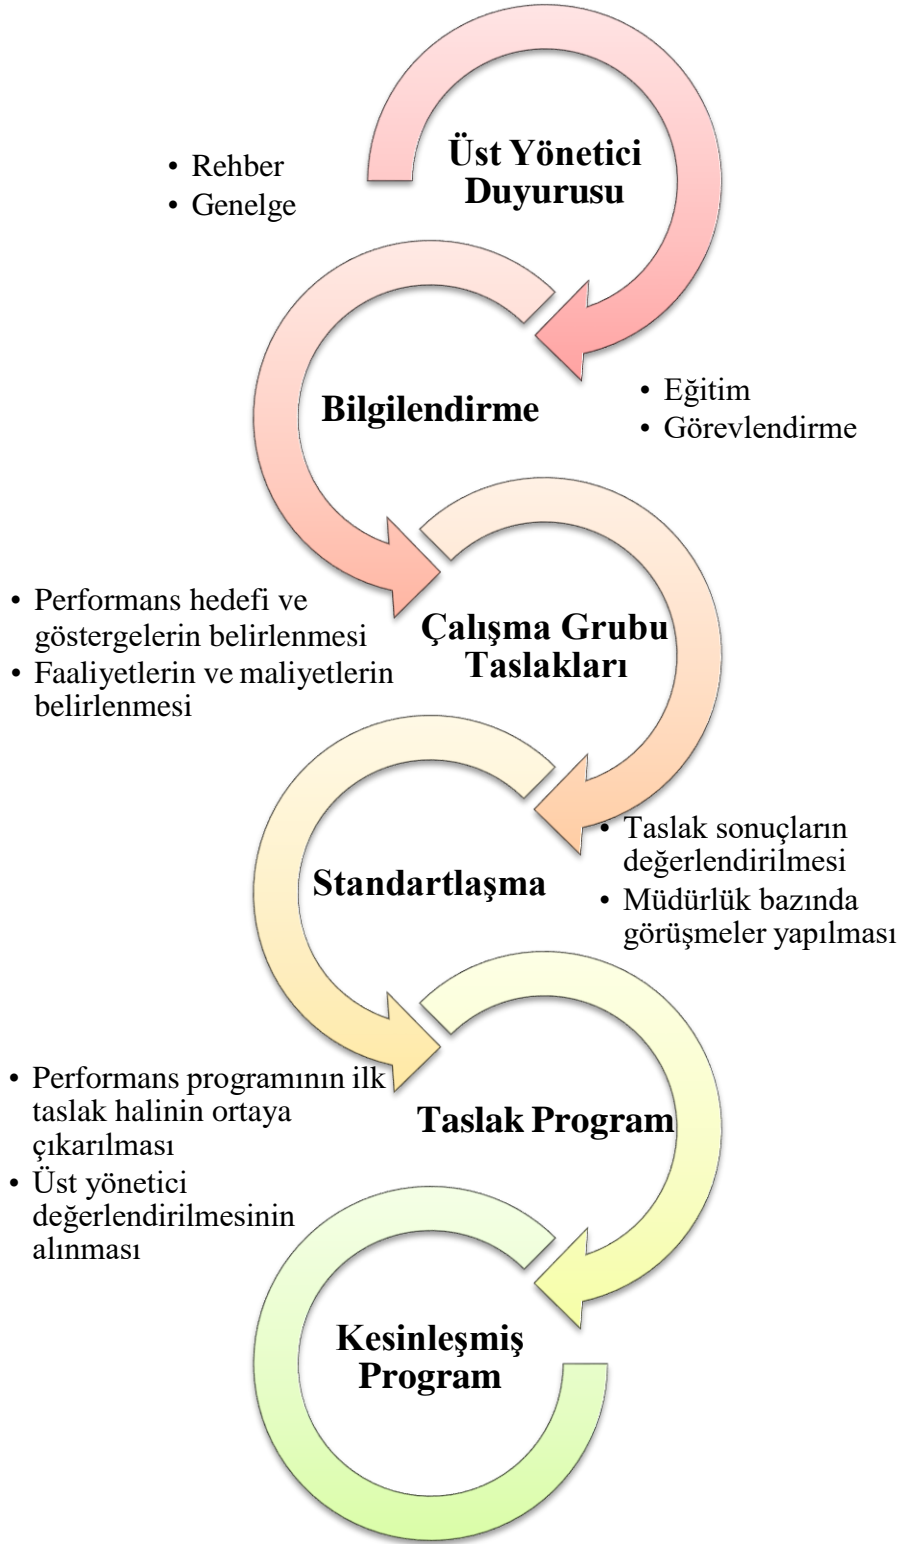 Üst Yönetici
Duyurusu
• Rehber
• Genelge
Bilgilendirme
• Eğitim
• Görevlendirme
Çalışma Grubu
Taslakları
• Performans hedefi ve
göstergelerin belirlenmesi
• Faaliyetlerin ve maliyetlerin
belirlenmesi
Standartlaşma
• Taslak sonuçların
değerlendirilmesi
• Müdürlük bazında
görüşmeler yapılması
Taslak Program
• Performans programının ilk
taslak halinin ortaya
çıkarılması
• Üst yönetici
değerlendirilmesinin
alınması
Kesinleşmiş
Program